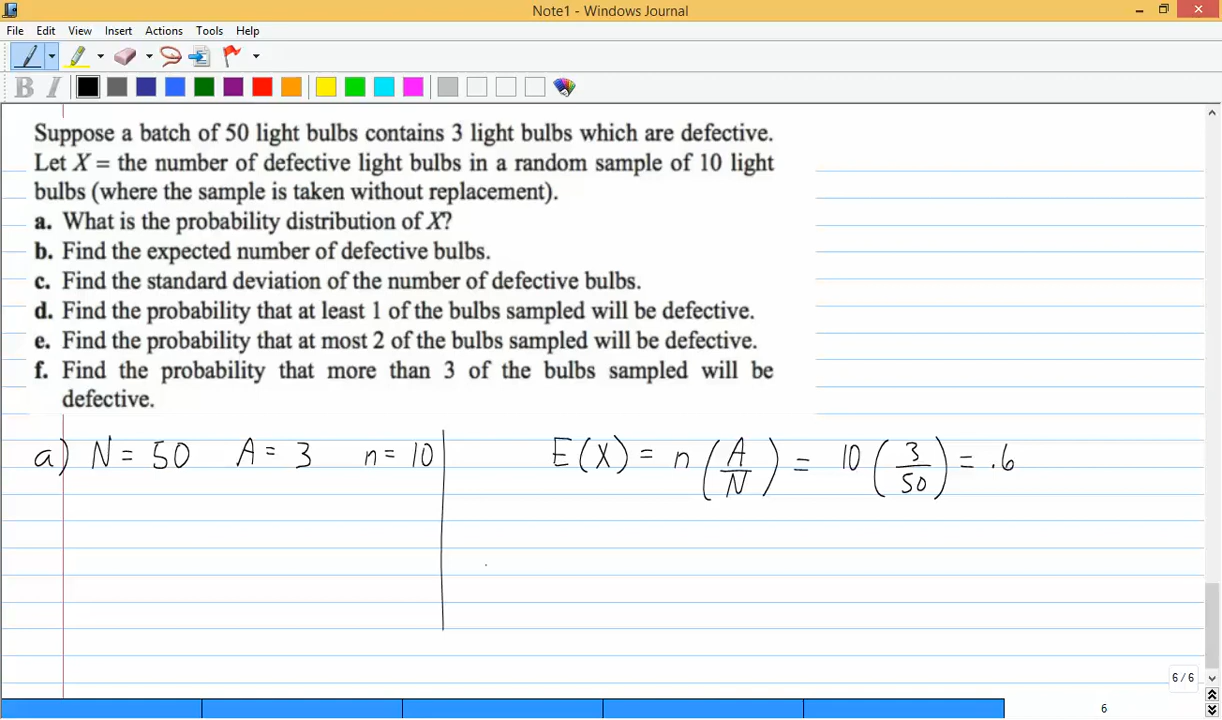 Note1 - Windows Journal
File Edit View Insert Actions Tools Help
B I
Suppose a batch of 50 light bulbs contains 3 light bulbs which are defective.
Let X = the number of defective light bulbs in a random sample of 10 light
bulbs (where the sample is taken without replacement).
a. What is the probability distribution of X?
b. Find the expected number of defective bulbs.
c. Find the standard deviation of the number of defective bulbs.
d. Find the probability that at least 1 of the bulbs sampled will be defective.
e. Find the probability that at most 2 of the bulbs sampled will be defective.
f. Find the probability that more than 3 of the bulbs sampled will be
defective.
a) N = 50 A = 3 n = 10 E(X) = n(A/N) = 10(3/50) = .6
6 / 6
6